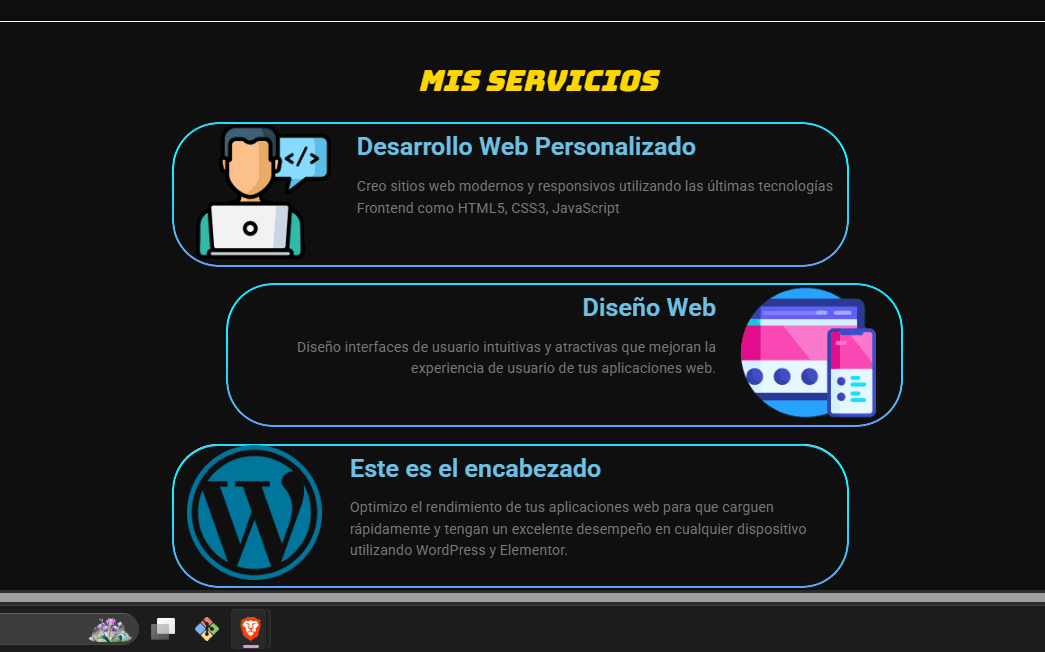 MIS SERVICIOS
</>
Desarrollo Web Personalizado
Creo sitios web modernos y responsivos utilizando las últimas tecnologías
Frontend como HTML5, CSS3, JavaScript
Diseño Web
Diseño interfaces de usuario intuitivas y atractivas que mejoran la
experiencia de usuario de tus aplicaciones web.
Este es el encabezado
Optimizo el rendimiento de tus aplicaciones web para que carguen
rápidamente y tengan un excelente desempeño en cualquier dispositivo
utilizando WordPress y Elementor.